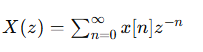 X(z) = ∑_{n=0}^{∞} x[n]z^{−n}